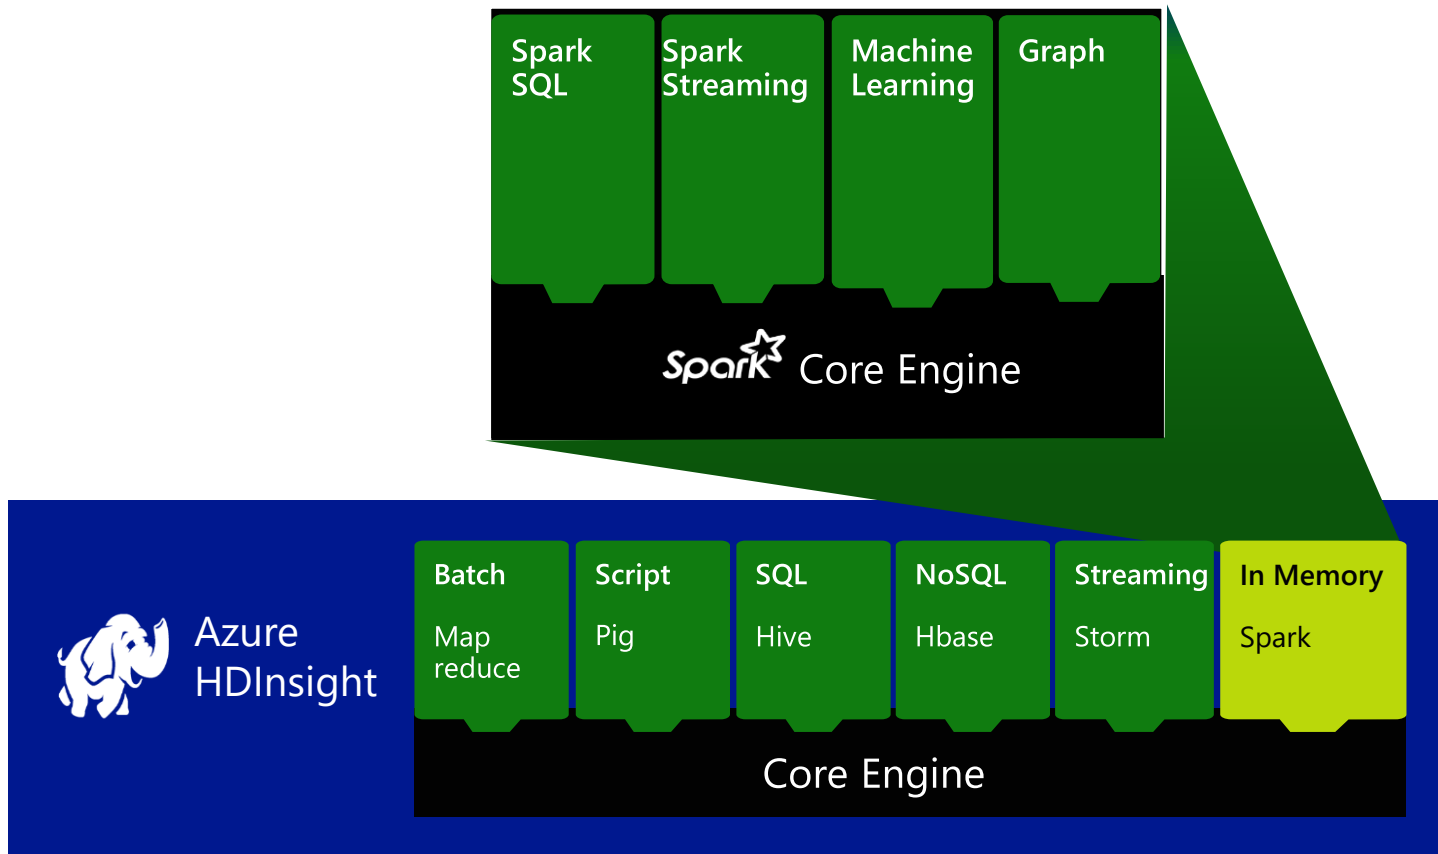 Spark
SQL
Spark
Streaming
Machine
Learning
Graph
Spark Core Engine
Azure
HDInsight
Batch
Map
reduce
Script
Pig
SQL
Hive
NoSQL
Hbase
Streaming
Storm
In Memory
Spark
Core Engine